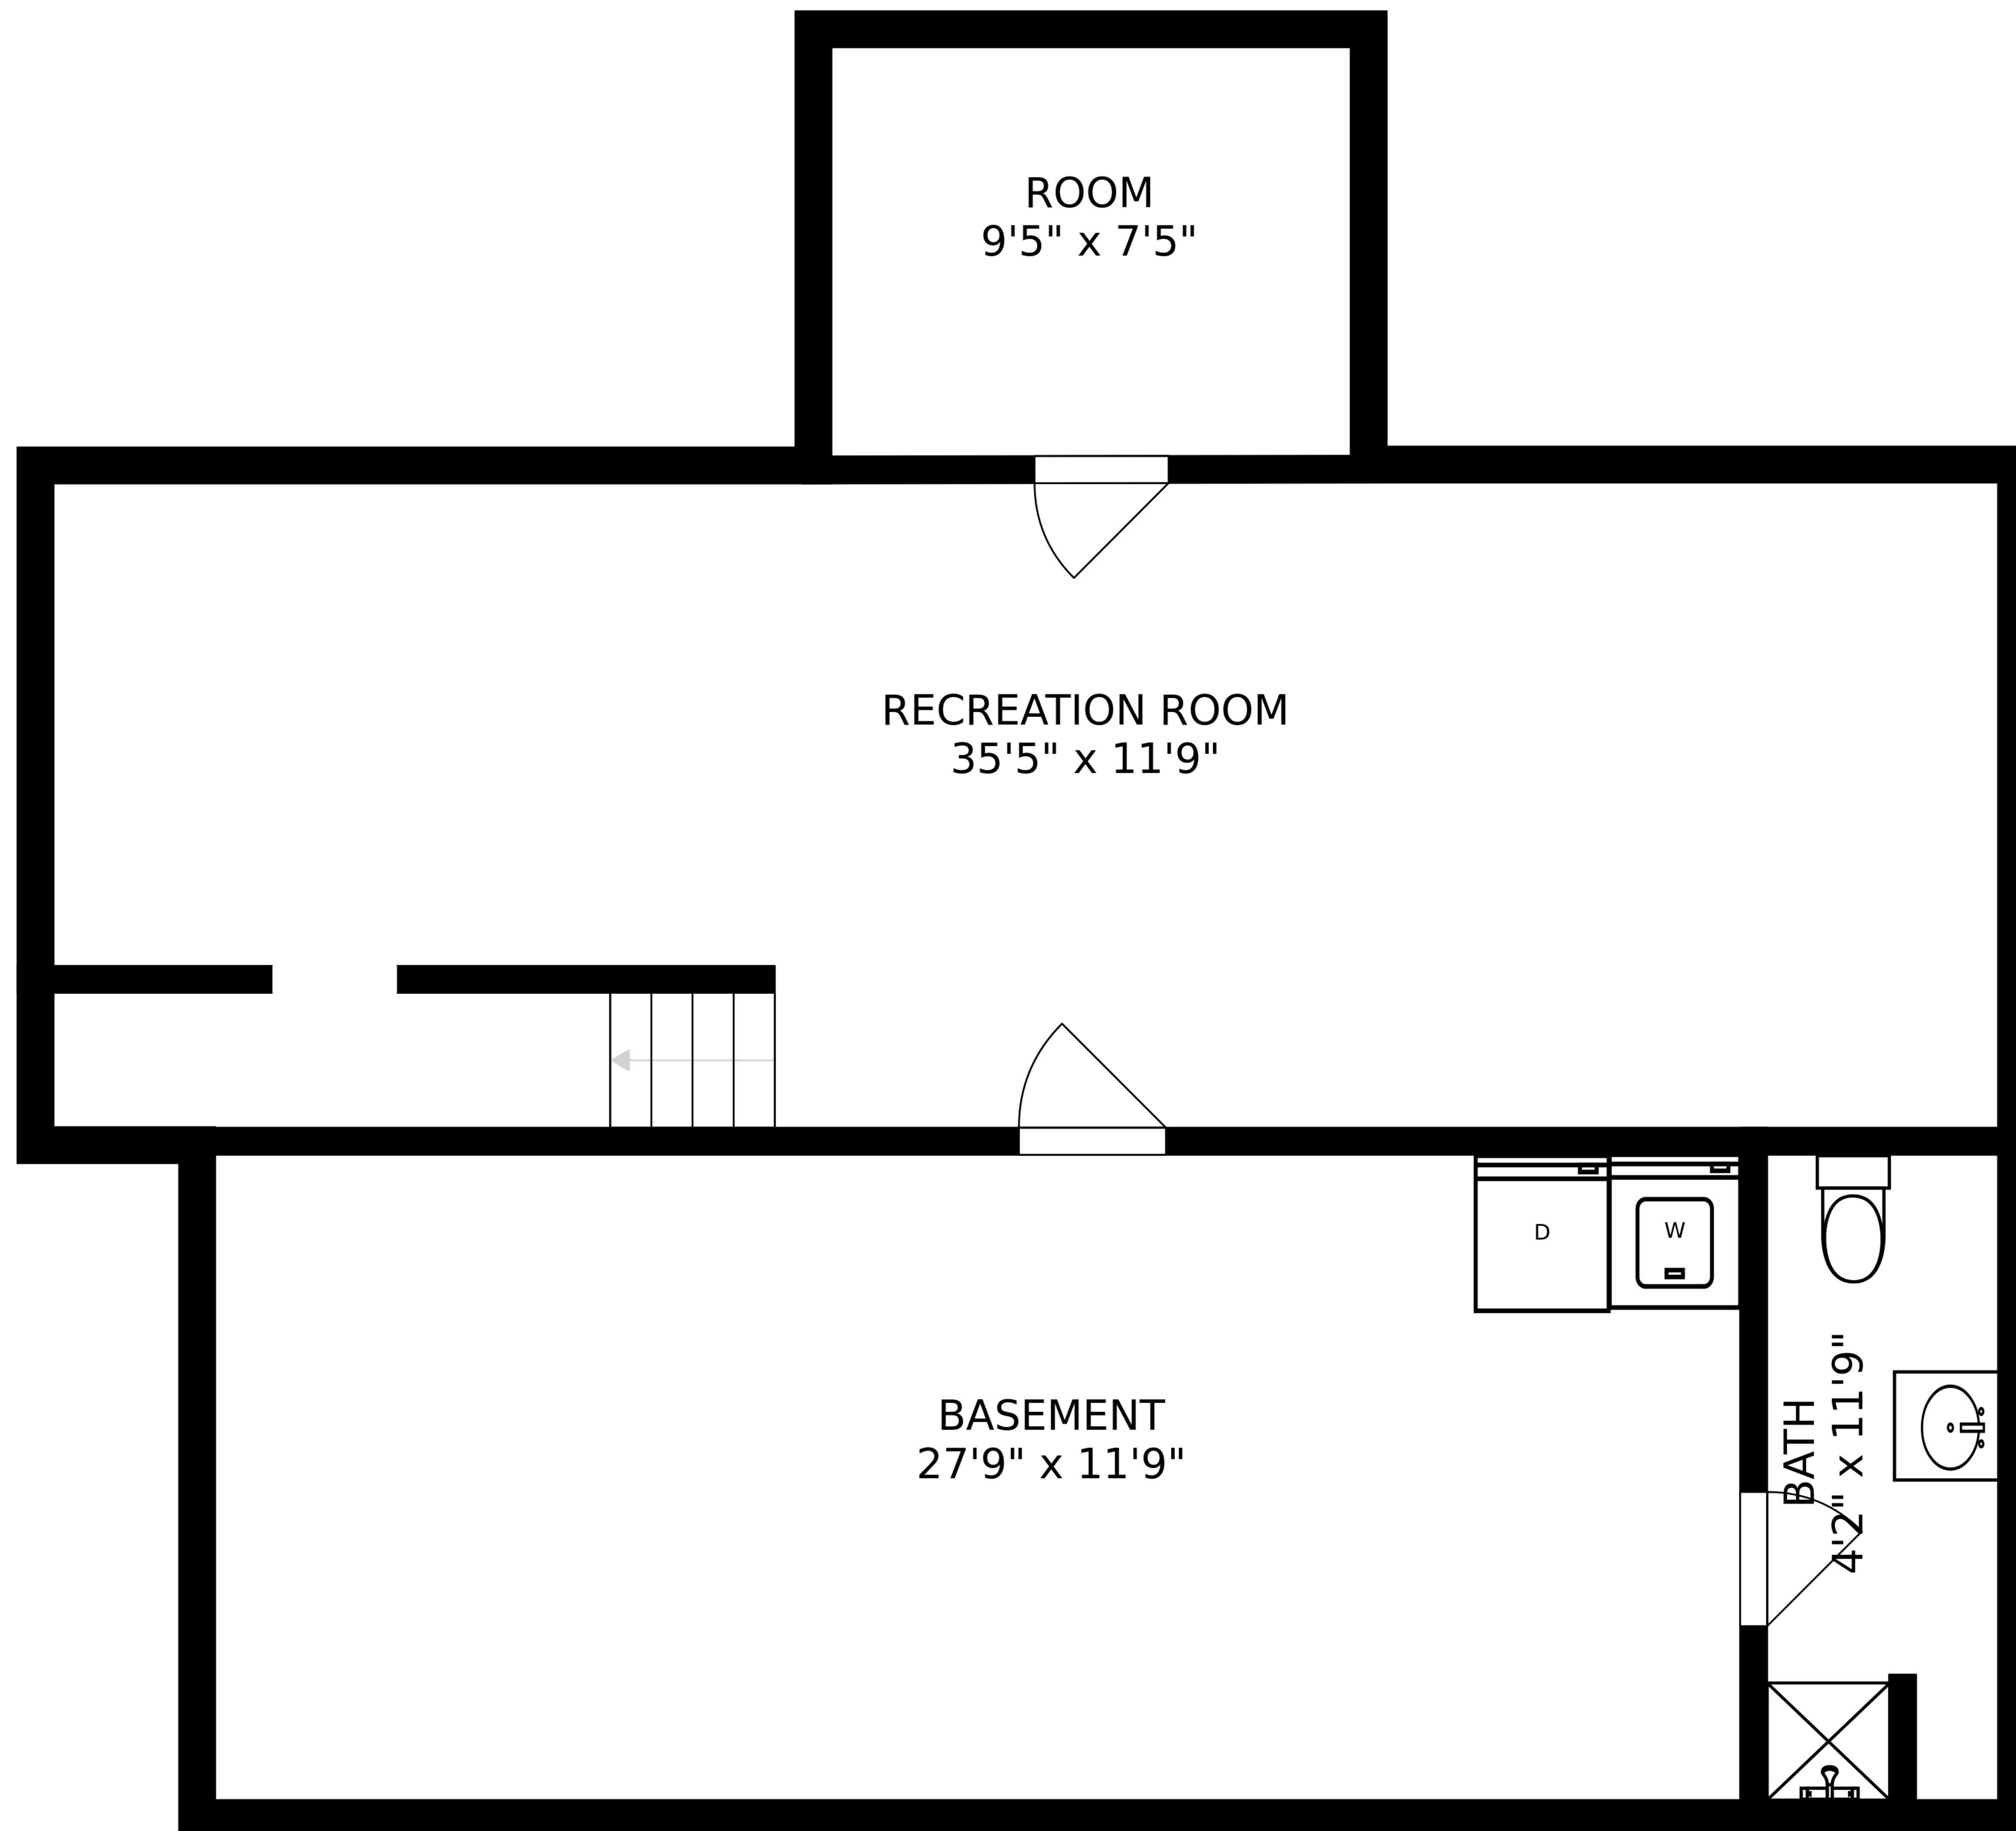 ROOM
9'5" x 7'5"
RECREATION ROOM
35'5" x 11'9"
D
W
BASEMENT
27'9" x 11'9"
BATH
4'2" x 11'9"